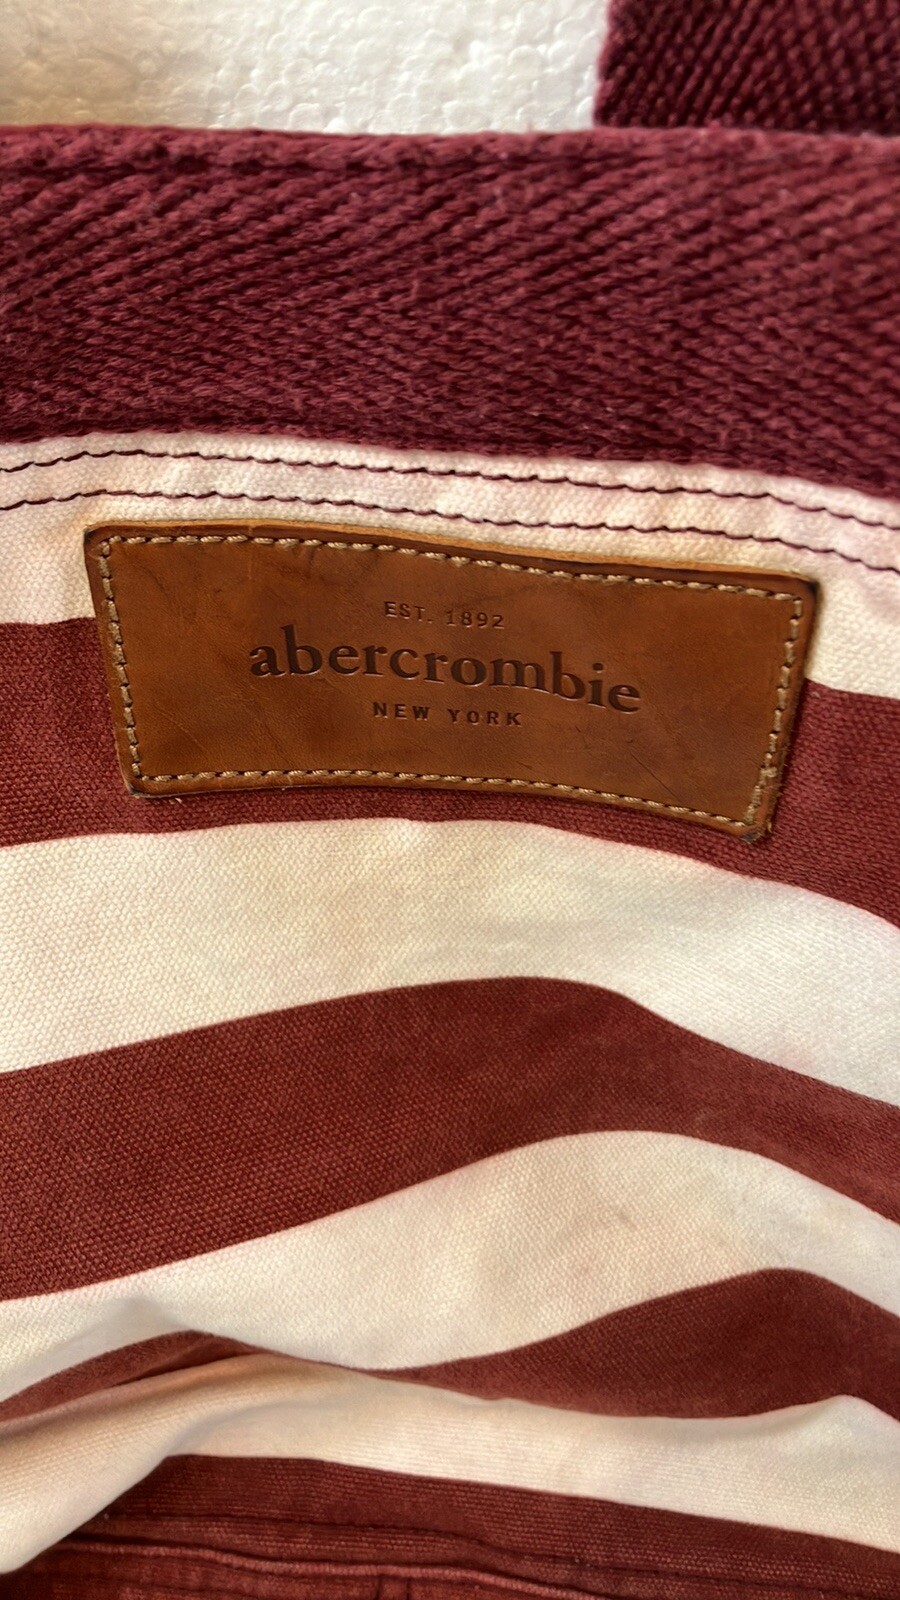 EST. 1892
abercrombie
NEW YORK